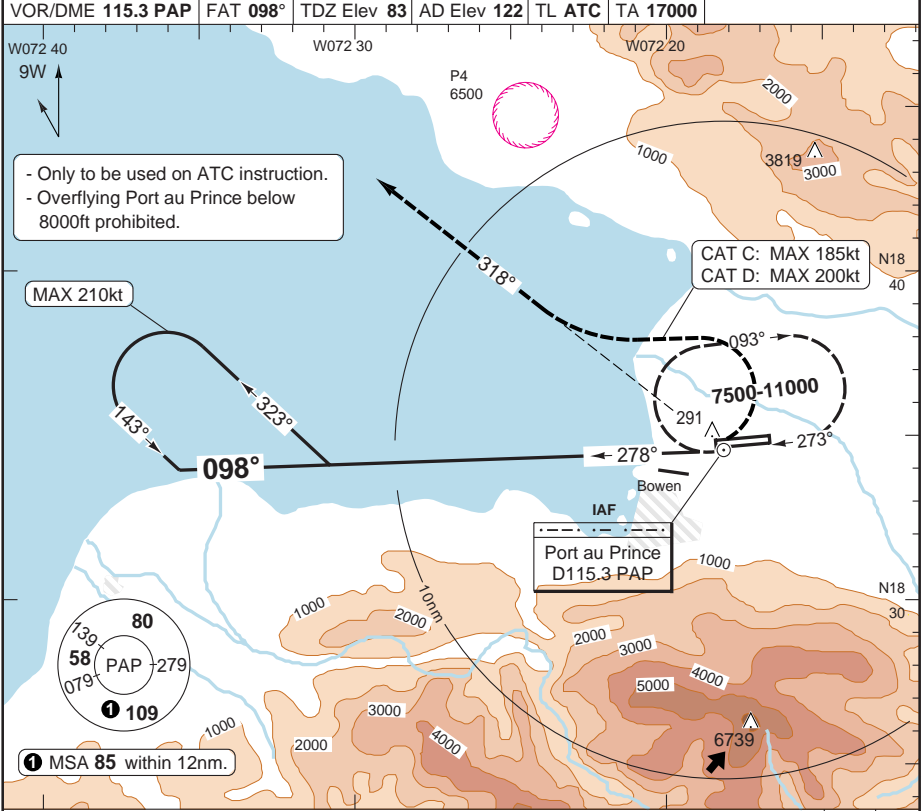 VOR/DME 115.3 PAP FAT 098° TDZ Elev 83 AD Elev 122 TL ATC TA 17000
W072 40
W072 30
W072 20
9W
P4
6500
2000
1000
3819
3000
- Only to be used on ATC instruction.
- Overflying Port au Prince below
8000ft prohibited.
CAT C: MAX 185kt
CAT D: MAX 200kt
N18
40
318°
MAX 210kt
093°
7500-11000
291
273°
143°
323°
098°
278°
Bowen
IAF
Port au Prince
D115.3 PAP
10nm
1000
N18
30
1000
2000
2000
3000
4000
5000
80
139
58
PAP
279
079
❶ 109
3000
1000
2000
4000
6739
❶ MSA 85 within 12nm.